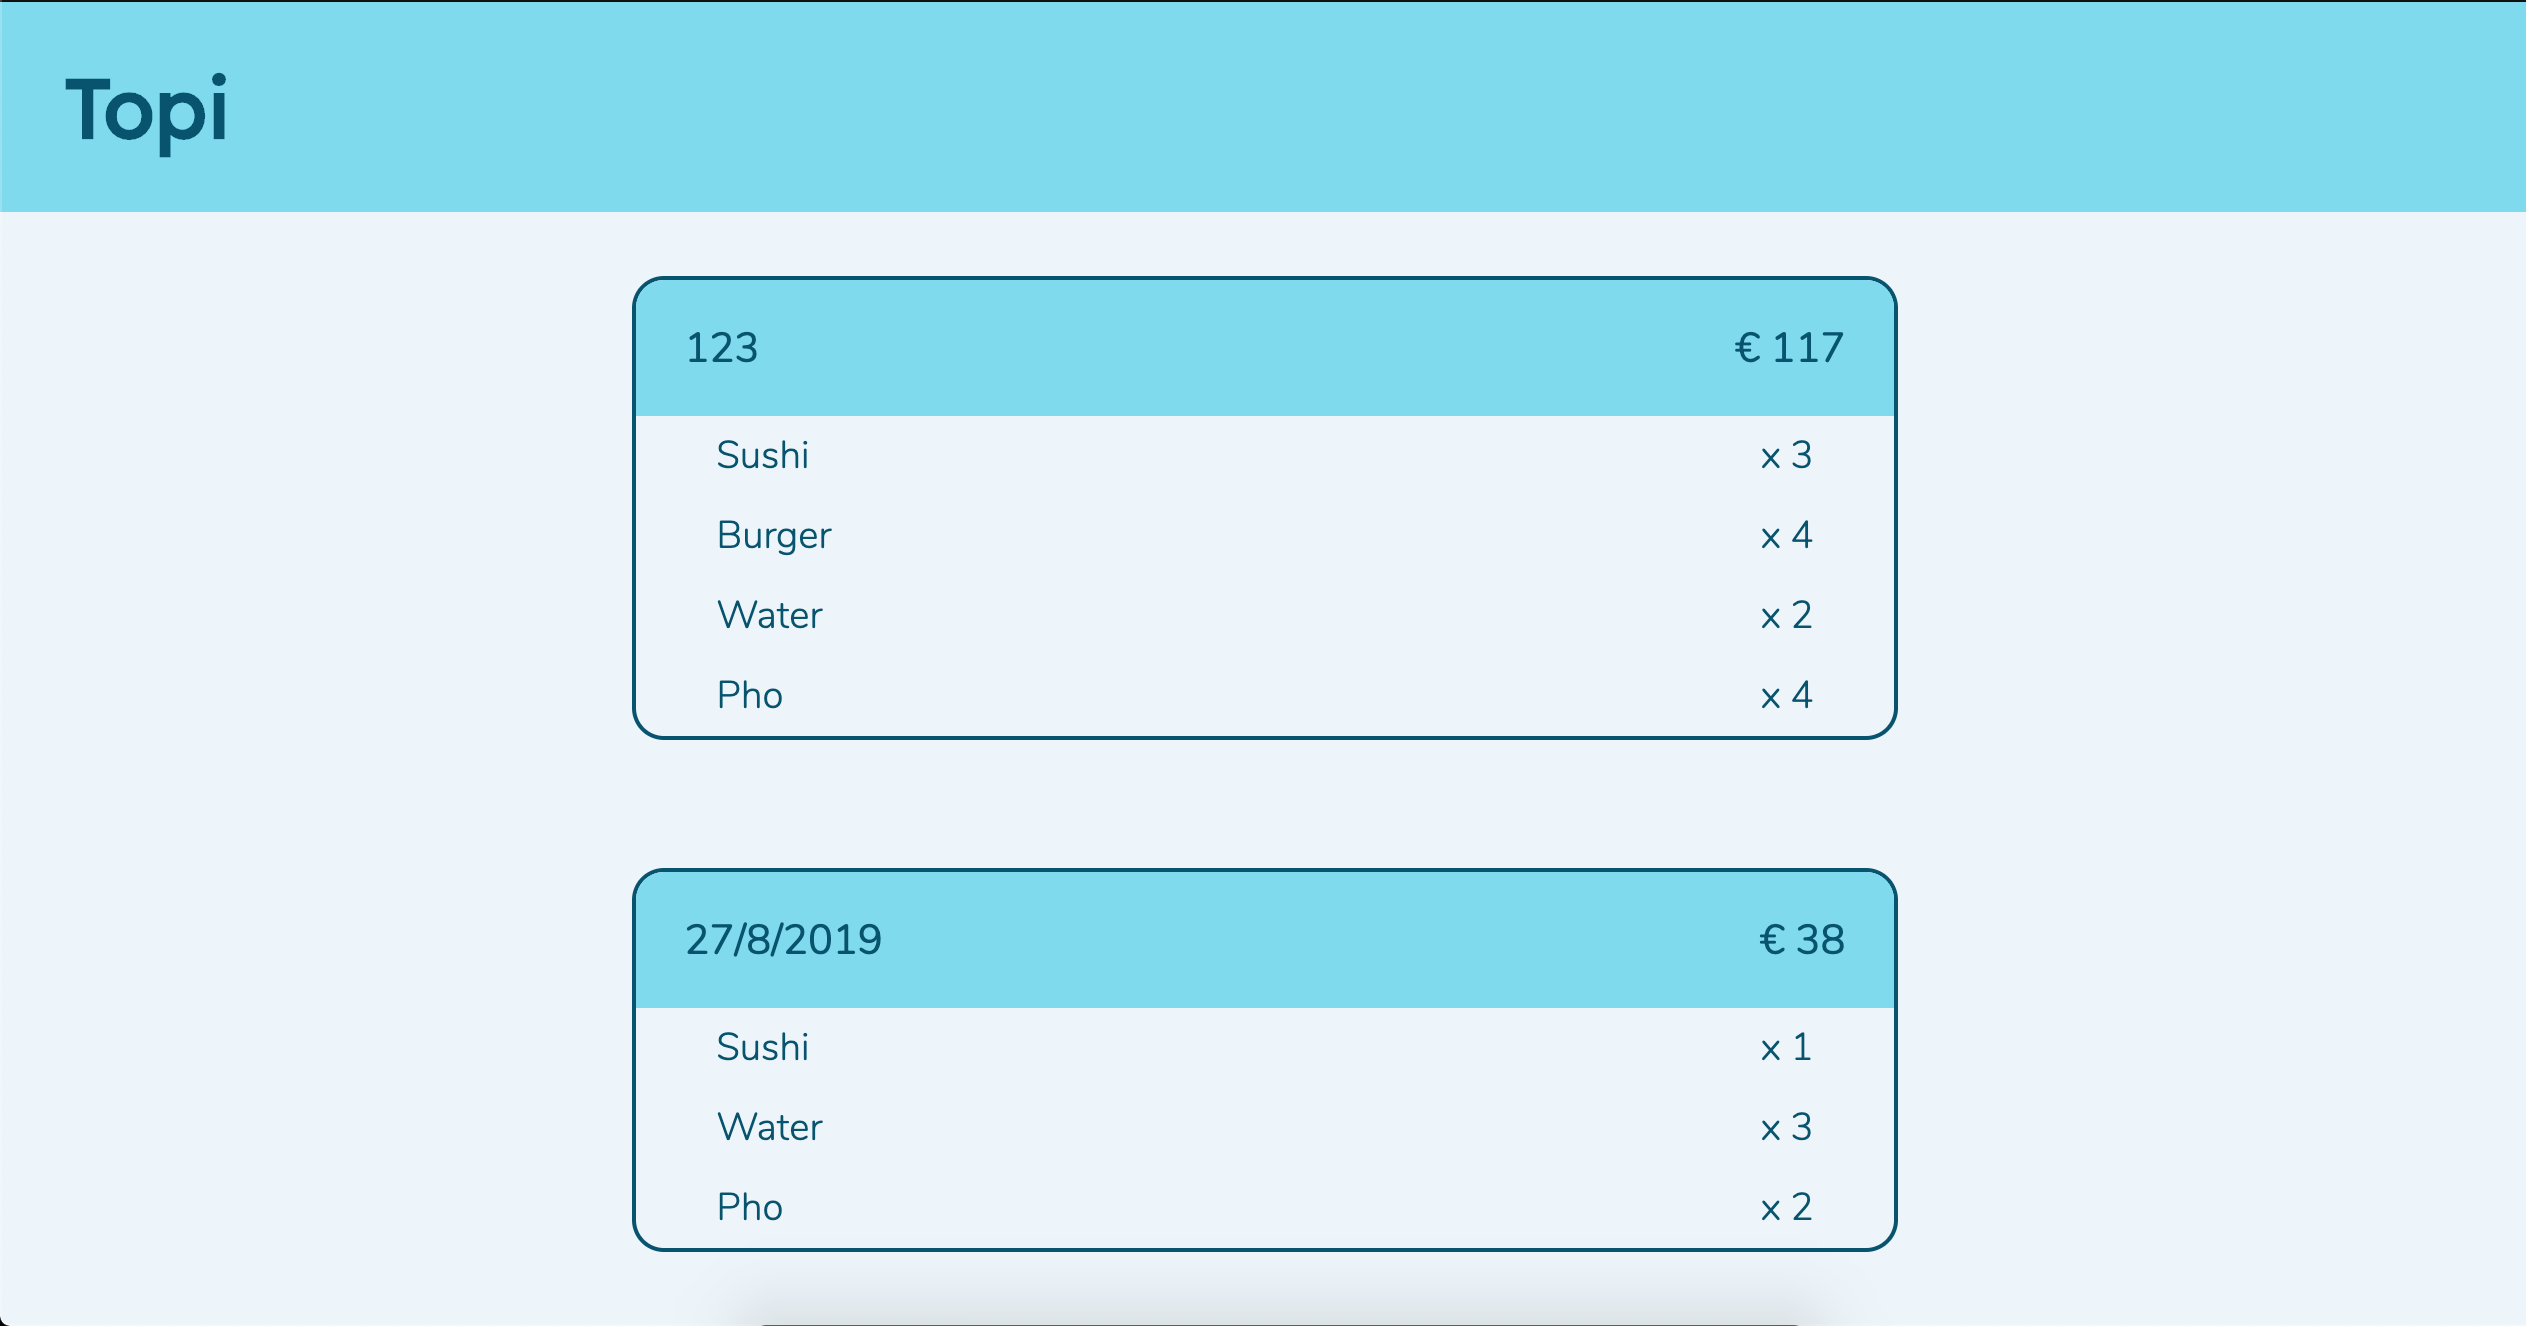 Topi
123 € 117
Sushi x 3
Burger x 4
Water x 2
Pho x 4
27/8/2019 € 38
Sushi x 1
Water x 3
Pho x 2